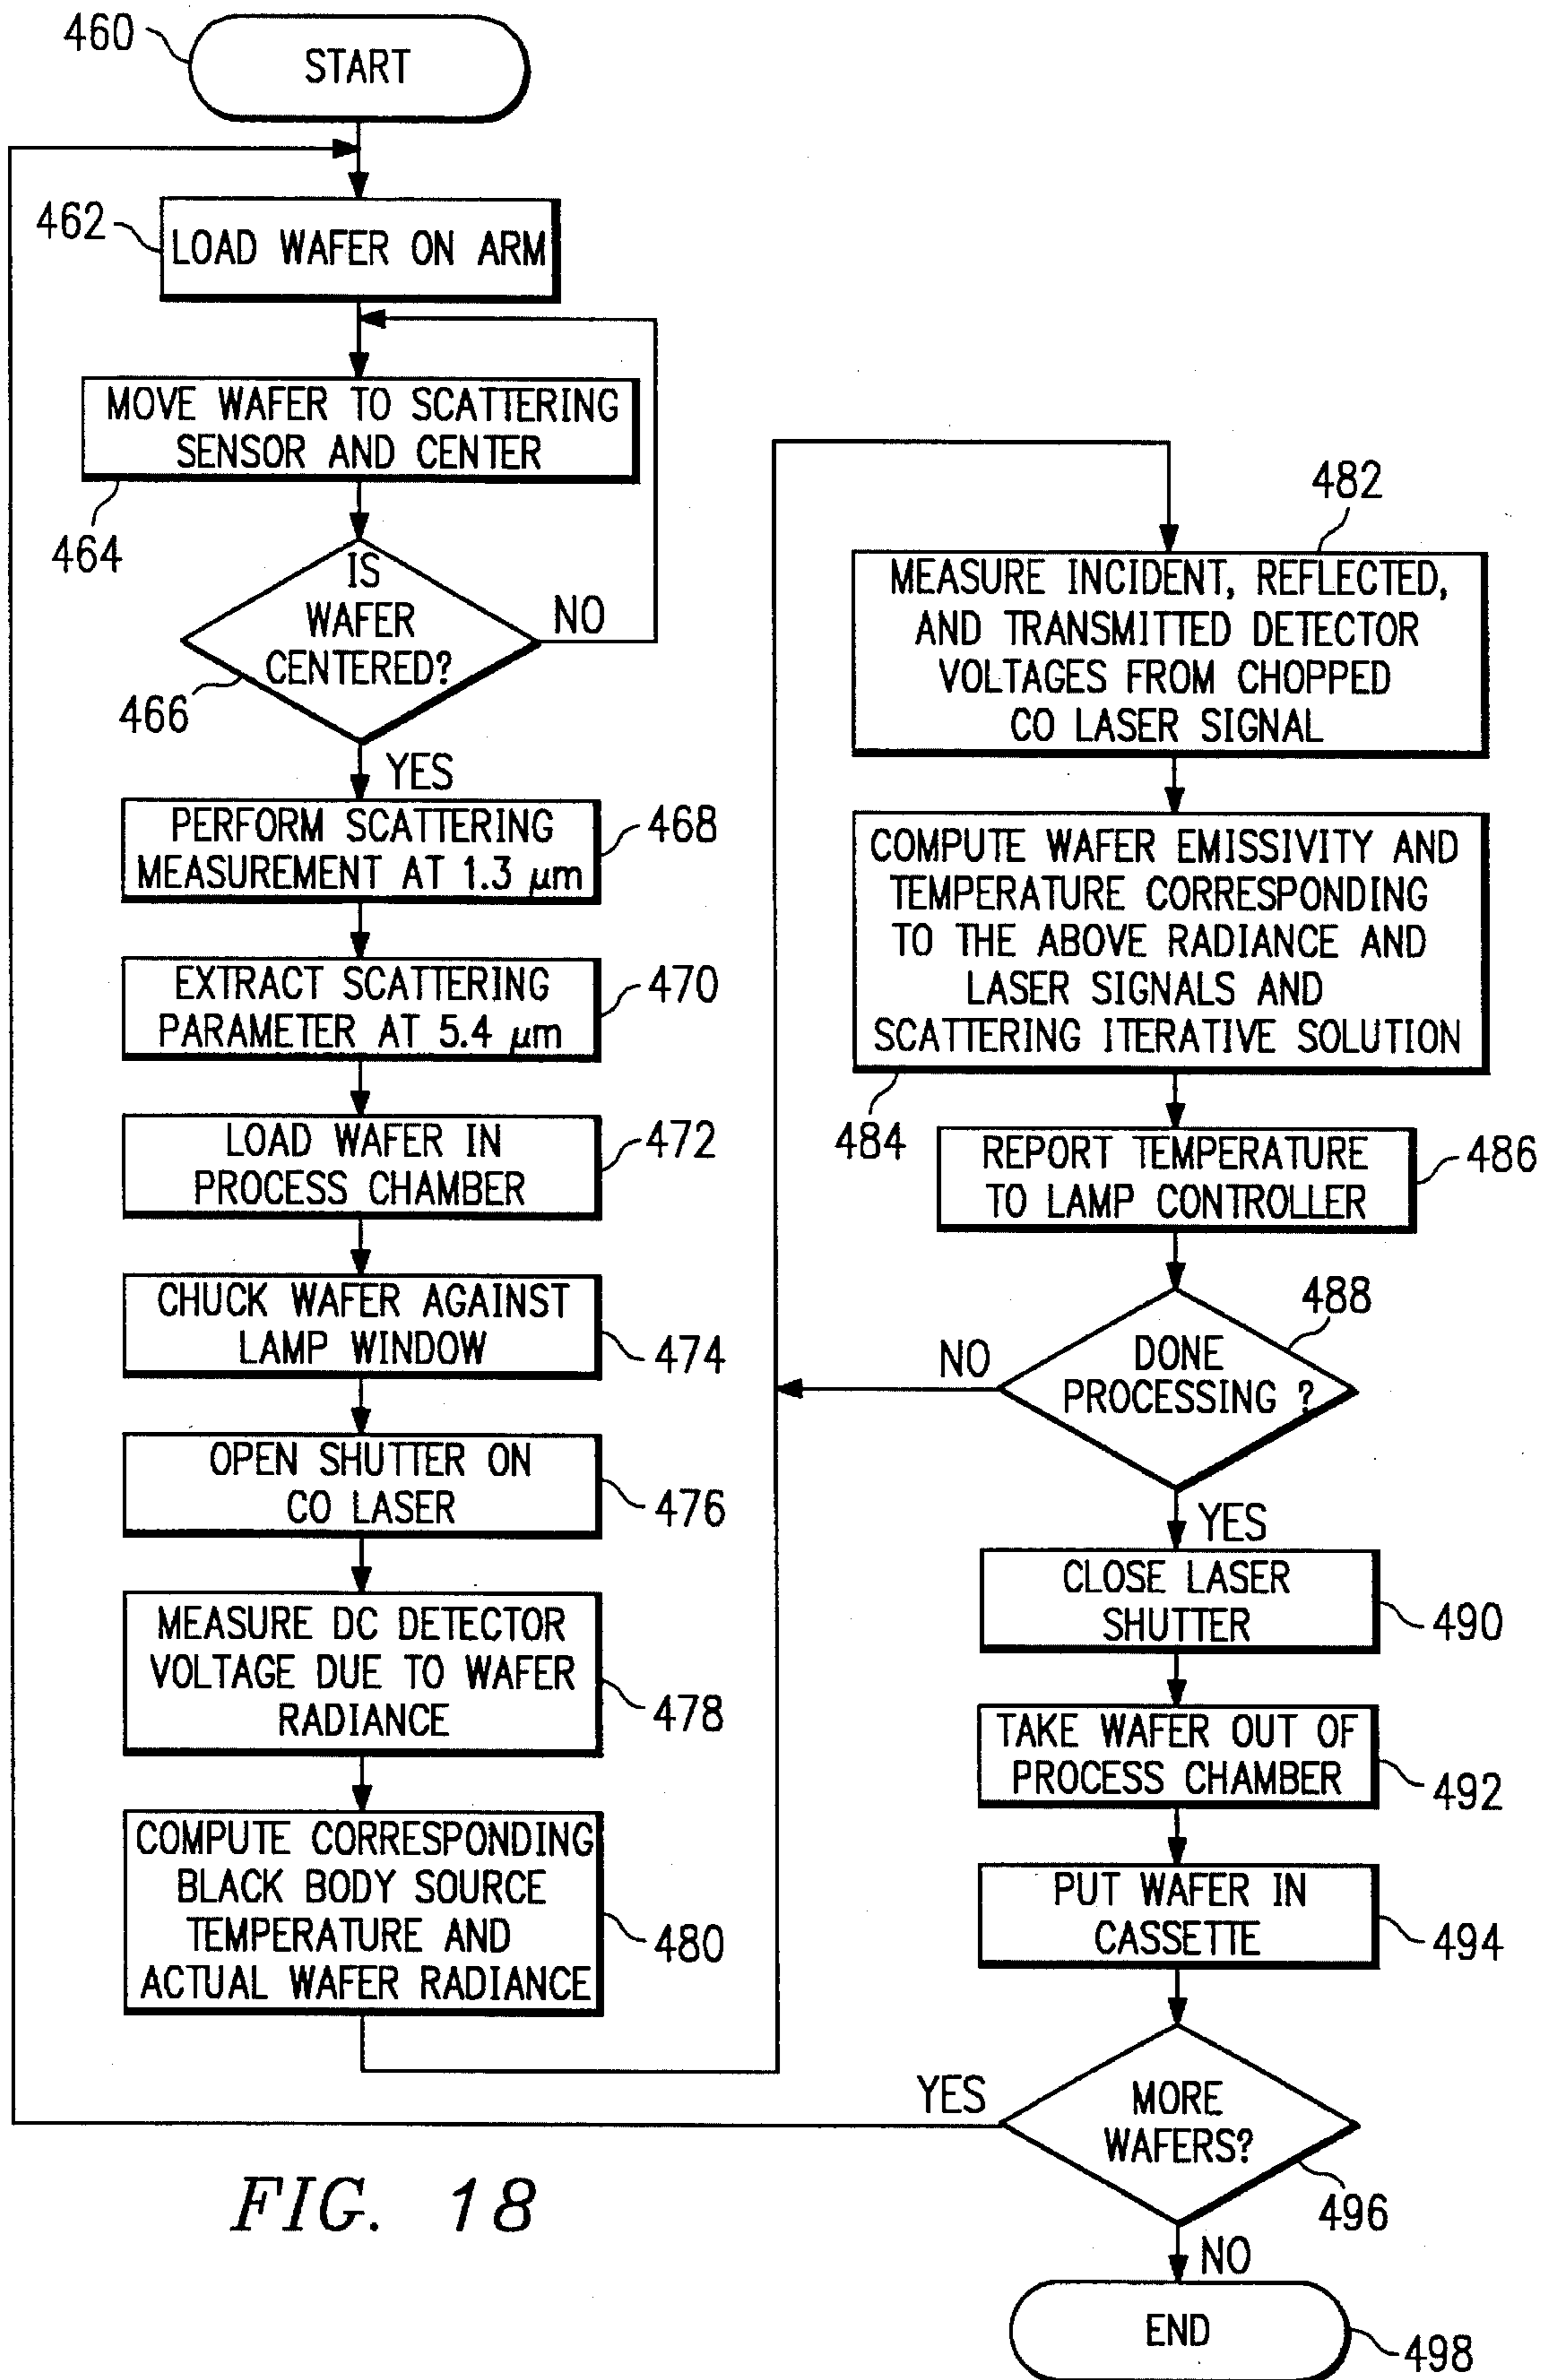 460
START
462
LOAD WAFER ON ARM
MOVE WAFER TO SCATTERING
SENSOR AND CENTER
464
IS
WAFER
CENTERED?
NO
466
YES
PERFORM SCATTERING
MEASUREMENT AT 1.3 μm
468
EXTRACT SCATTERING
PARAMETER AT 5.4 μm
470
LOAD WAFER IN
PROCESS CHAMBER
472
CHUCK WAFER AGAINST
LAMP WINDOW
474
OPEN SHUTTER ON
CO LASER
476
MEASURE DC DETECTOR
VOLTAGE DUE TO WAFER
RADIANCE
478
COMPUTE CORRESPONDING
BLACK BODY SOURCE
TEMPERATURE AND
ACTUAL WAFER RADIANCE
480
482
MEASURE INCIDENT, REFLECTED,
AND TRANSMITTED DETECTOR
VOLTAGES FROM CHOPPED
CO LASER SIGNAL
COMPUTE WAFER EMISSIVITY AND
TEMPERATURE CORRESPONDING
TO THE ABOVE RADIANCE AND
LASER SIGNALS AND
SCATTERING ITERATIVE SOLUTION
484
REPORT TEMPERATURE
TO LAMP CONTROLLER
486
488
DONE
PROCESSING ?
NO
YES
CLOSE LASER
SHUTTER
490
TAKE WAFER OUT OF
PROCESS CHAMBER
492
PUT WAFER IN
CASSETTE
494
YES
MORE
WAFERS?
496
NO
END
498
FIG. 18